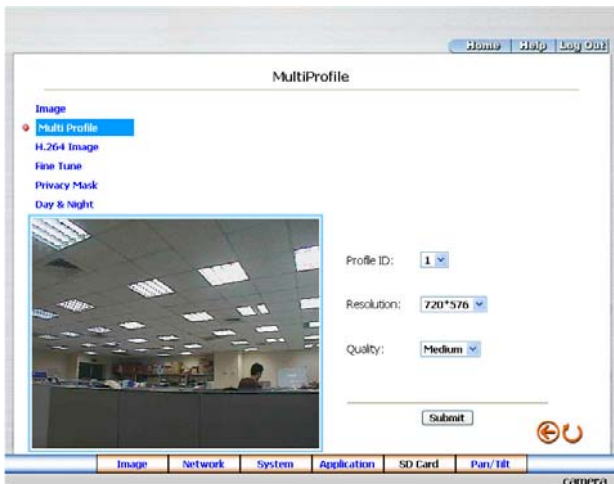 Home Help Log Out
MultiProfile
Image
Multi Profile
H.264 Image
Fine Tune
Privacy Mask
Day & Night
Profile ID: 1
Resolution: 720*576
Quality: Medium
Submit
Image Network System Application SD Card Pan/Tilt
camera